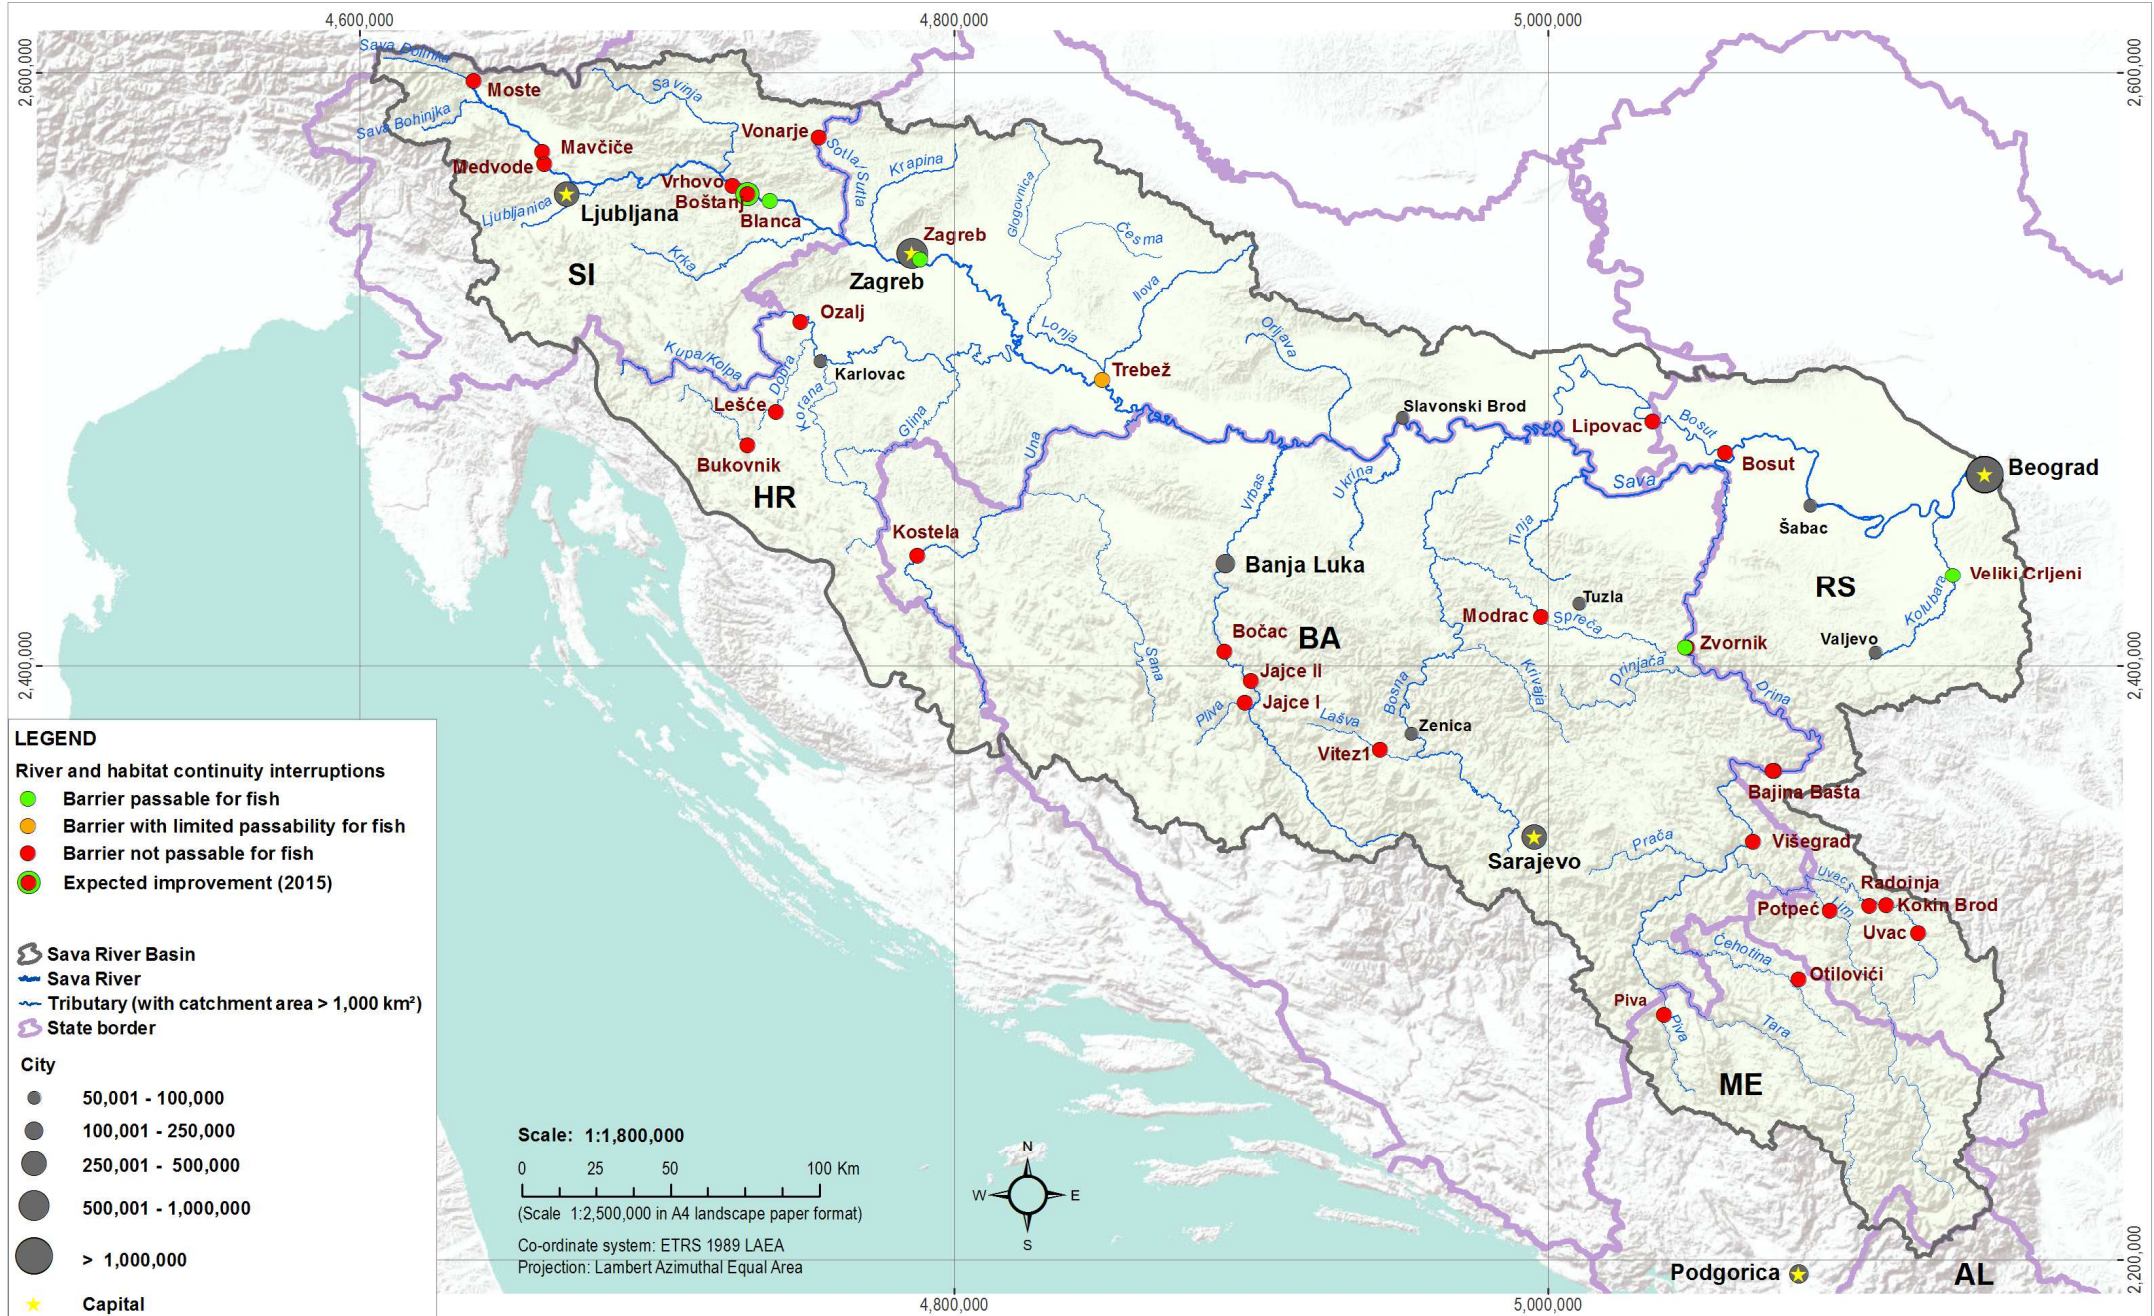 4,600,000
4,800,000
5,000,000
2,600,000
2,600,000
Sava Dolinka
Moste
Savinja
Sava Bohinjka
Mavčiče
Medvode
Vonarje
Sotla/Sutla
Krapina
Glogovnica
Česma
Vrhovo
Boštanj
Blanca
Ljubljanica
Ljubljana
Zagreb
Krka
SI
Zagreb
Ilova
Ozalj
Lonja
Orljava
Kupa/Kolpa
Dobra
Karlovac
Trebež
Lešće
Korana
Glina
Slavonski Brod
Lipovac
Bosut
Bukovnik
Una
Bosut
Beograd
HR
Vrbas
Ukrina
Sava
Šabac
Kostela
Tinja
Banja Luka
RS
Veliki Crljeni
Tuzla
Kolubara
Modrac
Spreča
Bočac
BA
Zvornik
Valjevo
2,400,000
2,400,000
Sana
Jajce II
Jajce I
Pliva
Bosna
Krivaja
Drinjača
Drina
Lašva
Zenica
Vitez1
Bajina Bašta
Sarajevo
Prača
Višegrad
Uvac
Radoinja
Potpeć
Lim
Kokin Brod
Uvac
Čehotina
Otilovići
Piva
Piva
Tara
ME
Podgorica
AL
2,200,000
LEGEND
River and habitat continuity interruptions
Barrier passable for fish
Barrier with limited passability for fish
Barrier not passable for fish
Expected improvement (2015)
Sava River Basin
Sava River
Tributary (with catchment area > 1,000 km²)
State border
City
50,001 - 100,000
100,001 - 250,000
250,001 - 500,000
500,001 - 1,000,000
> 1,000,000
Capital
Scale: 1:1,800,000
0 25 50 100 Km
(Scale 1:2,500,000 in A4 landscape paper format)
Co-ordinate system: ETRS 1989 LAEA
Projection: Lambert Azimuthal Equal Area
N
W E
S
4,800,000
5,000,000